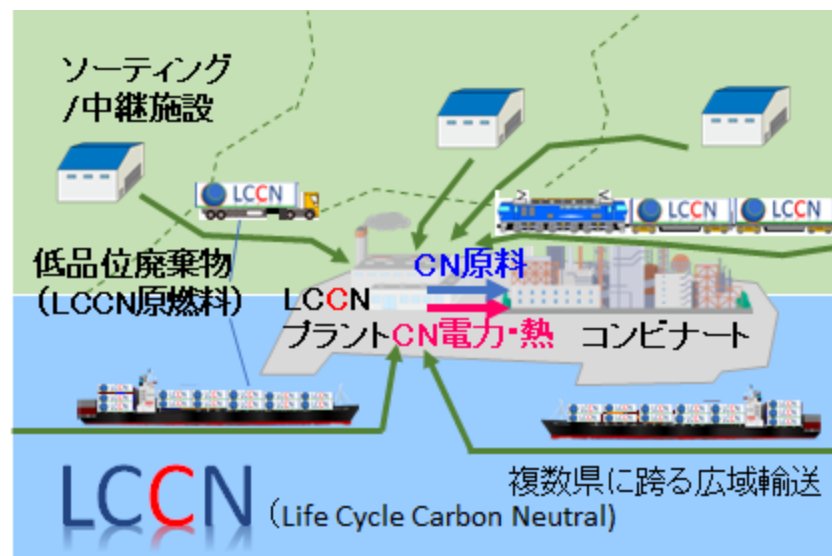 ソーティング
/中継施設
LCCN
LCCN
LCCN
低品位廃棄物
(LCCN原燃料)
CN原料
LCCN
プラント
CN電力・熱
コンビナート
複数県に跨る広域輸送
LCCN (Life Cycle Carbon Neutral)